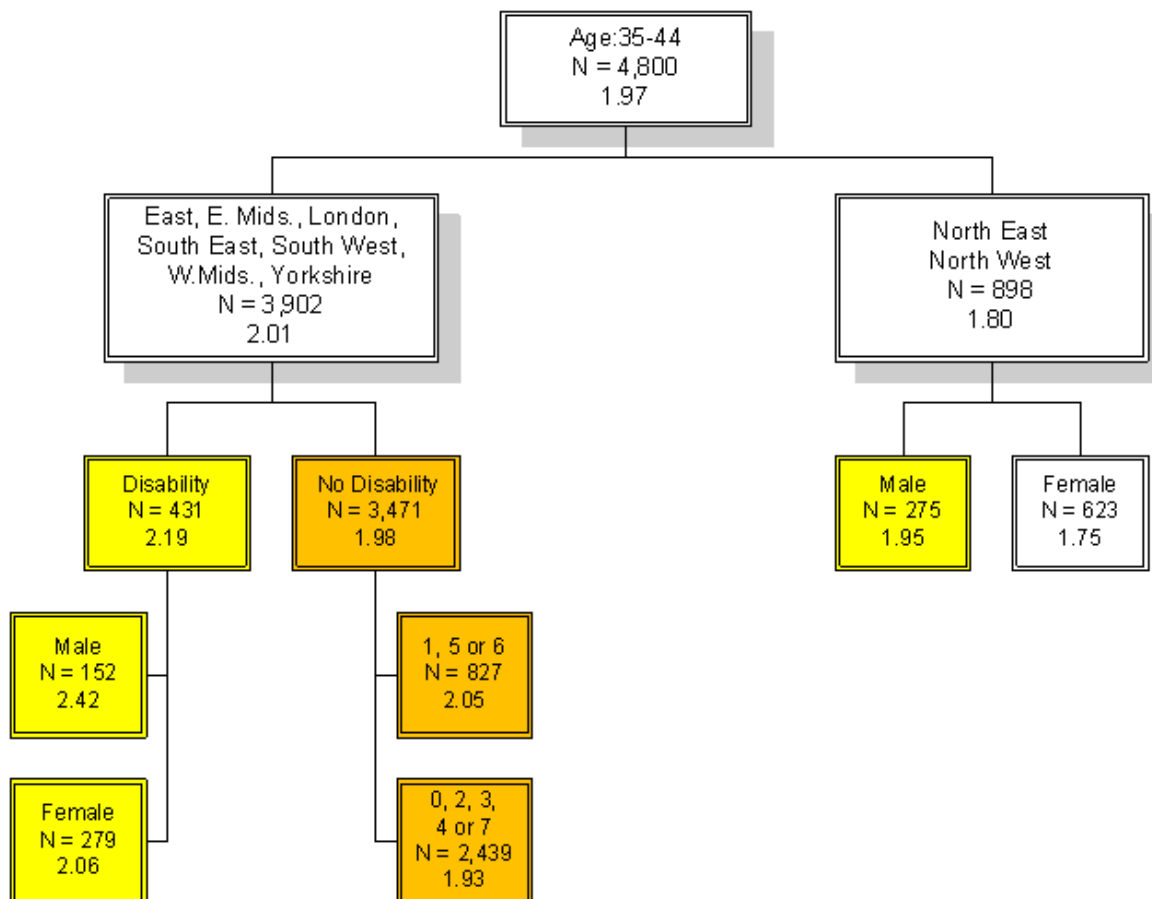 Age:35-44
N = 4,800
1.97
East, E. Mids., London,
South East, South West,
W.Mids., Yorkshire
N = 3,902
2.01
North East
North West
N = 898
1.80
Disability
N = 431
2.19
No Disability
N = 3,471
1.98
Male
N = 275
1.95
Female
N = 623
1.75
Male
N = 152
2.42
1, 5 or 6
N = 827
2.05
Female
N = 279
2.06
0, 2, 3,
4 or 7
N = 2,439
1.93